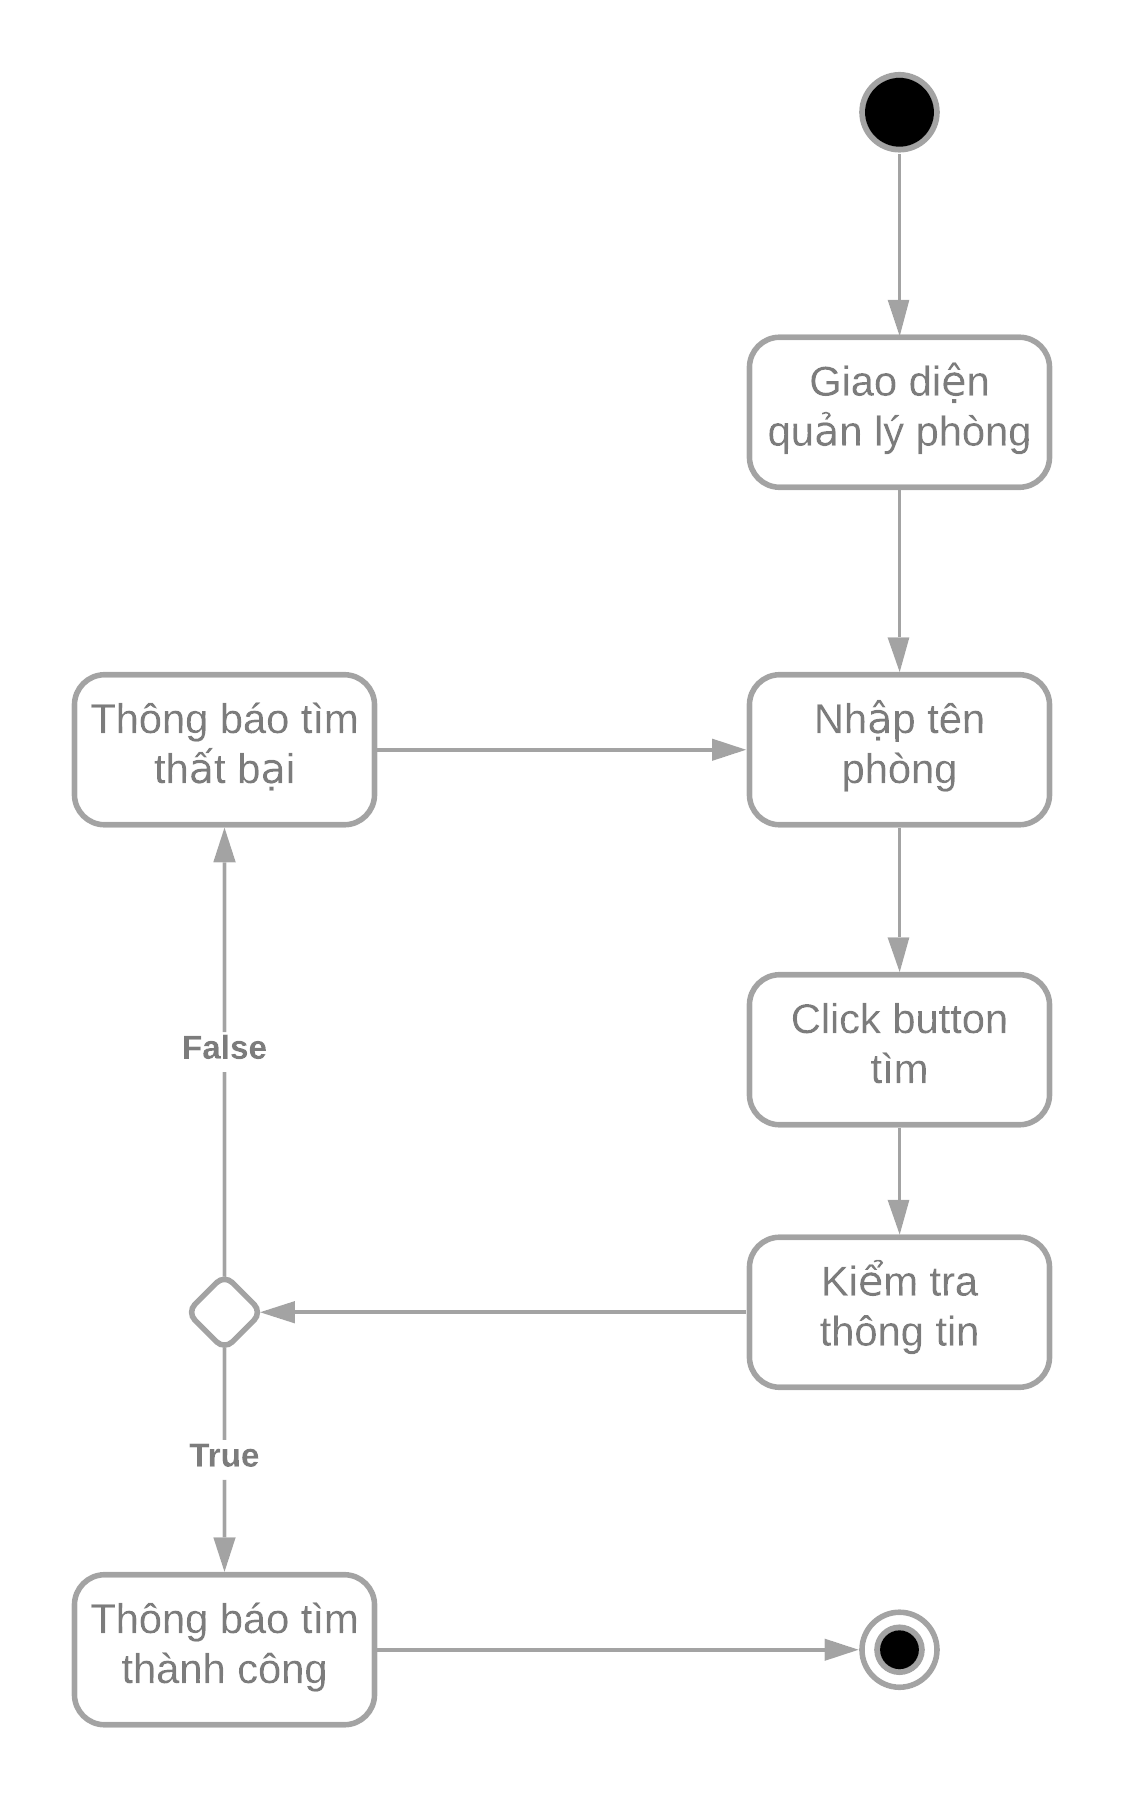 Giao diện
quản lý phòng
Thông báo tìm
thất bại
Nhập tên
phòng
Click button
tìm
False
Kiểm tra
thông tin
True
Thông báo tìm
thành công